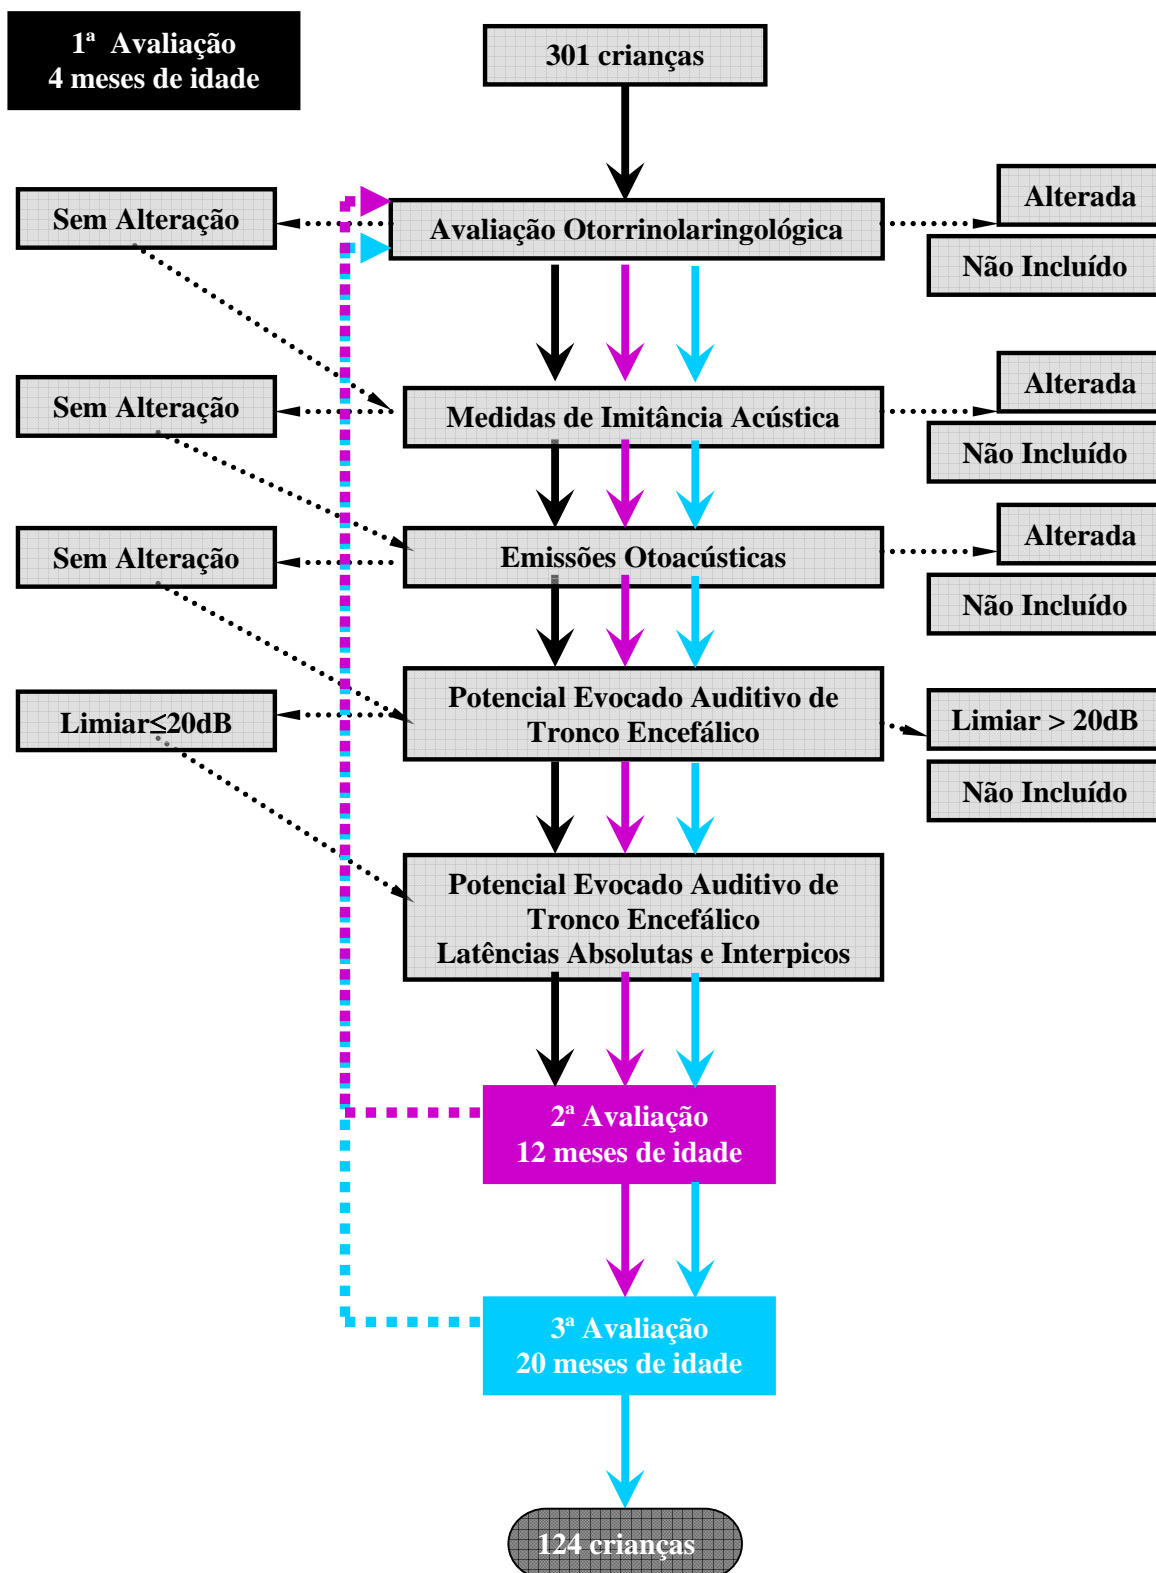 1ª Avaliação
4 meses de idade
301 crianças
Sem Alteração
Avaliação Otorrinolaringológica
Alterada
Não Incluído
Sem Alteração
Medidas de Imitância Acústica
Alterada
Não Incluído
Sem Alteração
Emissões Otoacústicas
Alterada
Não Incluído
Limiar≤20dB
Potencial Evocado Auditivo de
Tronco Encefálico
Limiar > 20dB
Não Incluído
Potencial Evocado Auditivo de
Tronco Encefálico
Latências Absolutas e Interpicos
2ª Avaliação
12 meses de idade
3ª Avaliação
20 meses de idade
124 crianças